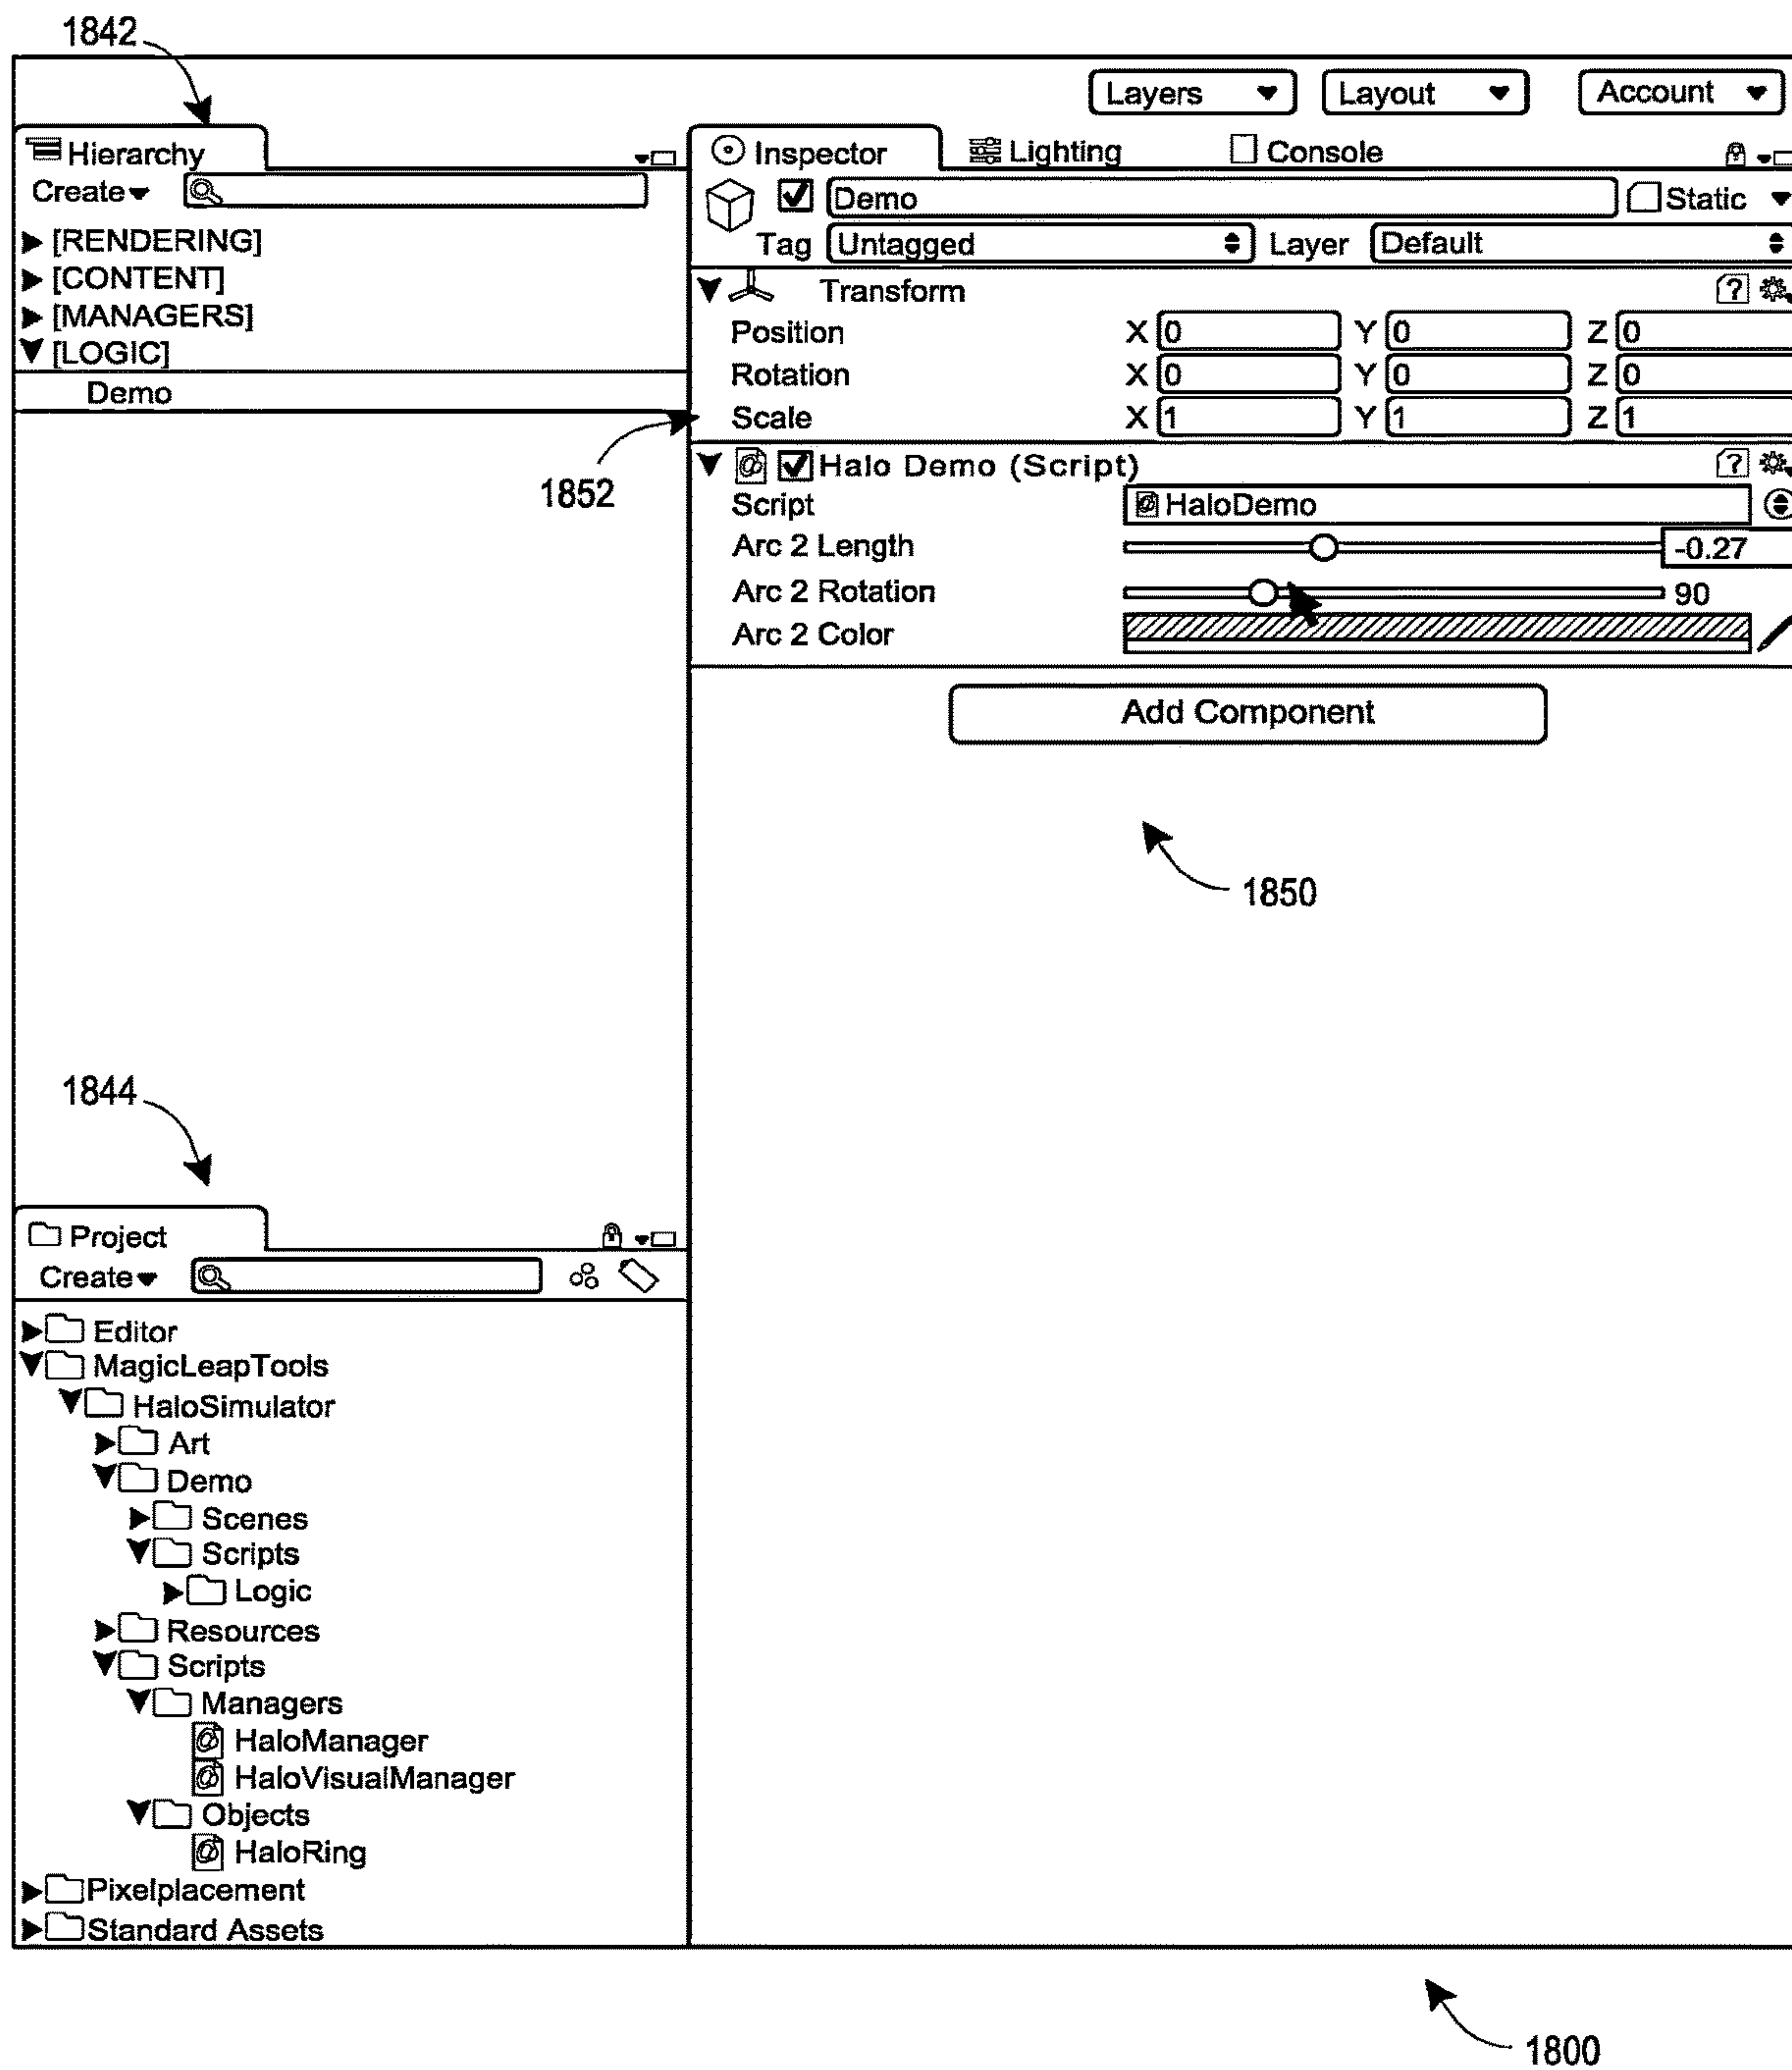 1842
Layers Layout Account
Hierarchy
Create
[RENDERING]
[CONTENT]
[MANAGERS]
[LOGIC]
Demo
1852
Inspector Lighting Console
Demo Static
Tag Untagged Layer Default
Transform
Position X 0 Y 0 Z 0
Rotation X 0 Y 0 Z 0
Scale X 1 Y 1 Z 1
Halo Demo (Script)
Script HaloDemo
Arc 2 Length -0.27
Arc 2 Rotation 90
Arc 2 Color
Add Component
1850
1844
Project
Create
Editor
MagicLeapTools
HaloSimulator
Art
Demo
Scenes
Scripts
Logic
Resources
Scripts
Managers
HaloManager
HaloVisualManager
Objects
HaloRing
Pixelplacement
Standard Assets
1800